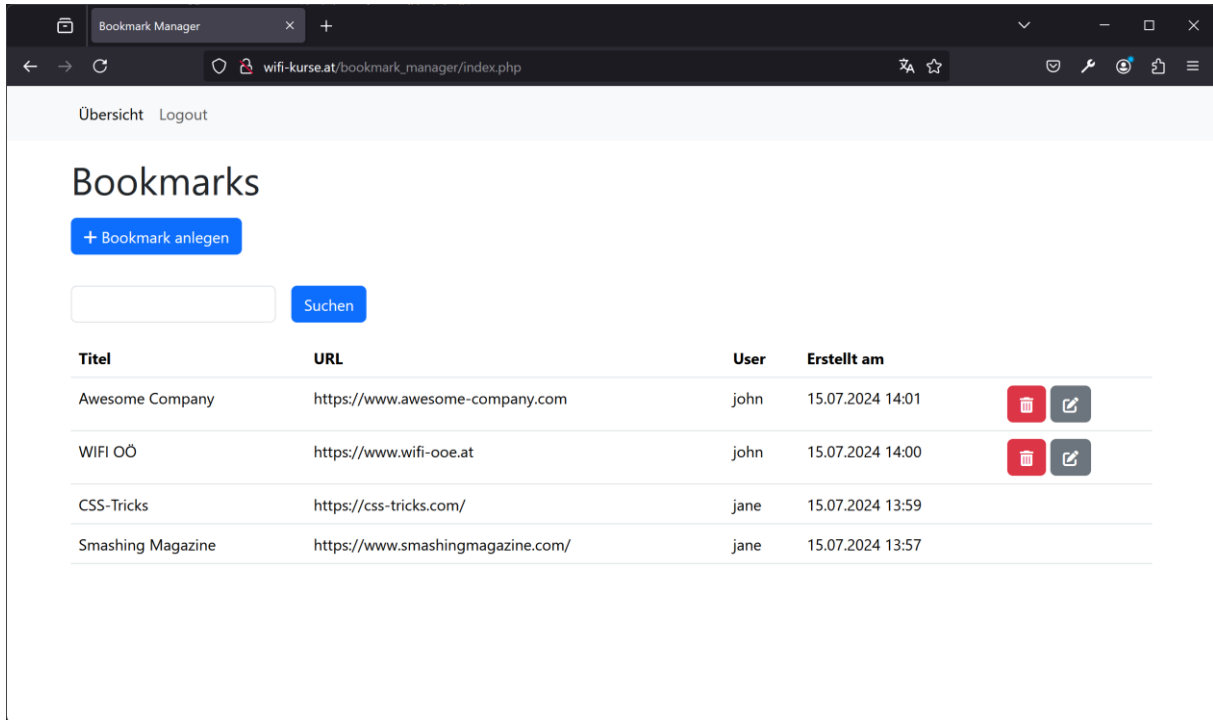 Bookmark Manager
wifi-kurse.at/bookmark_manager/index.php
Übersicht Logout
Bookmarks
+ Bookmark anlegen
Suchen
Titel URL User Erstellt am
Awesome Company https://www.awesome-company.com john 15.07.2024 14:01
WIFI OÖ https://www.wifi-ooe.at john 15.07.2024 14:00
CSS-Tricks https://css-tricks.com/ jane 15.07.2024 13:59
Smashing Magazine https://www.smashingmagazine.com/ jane 15.07.2024 13:57